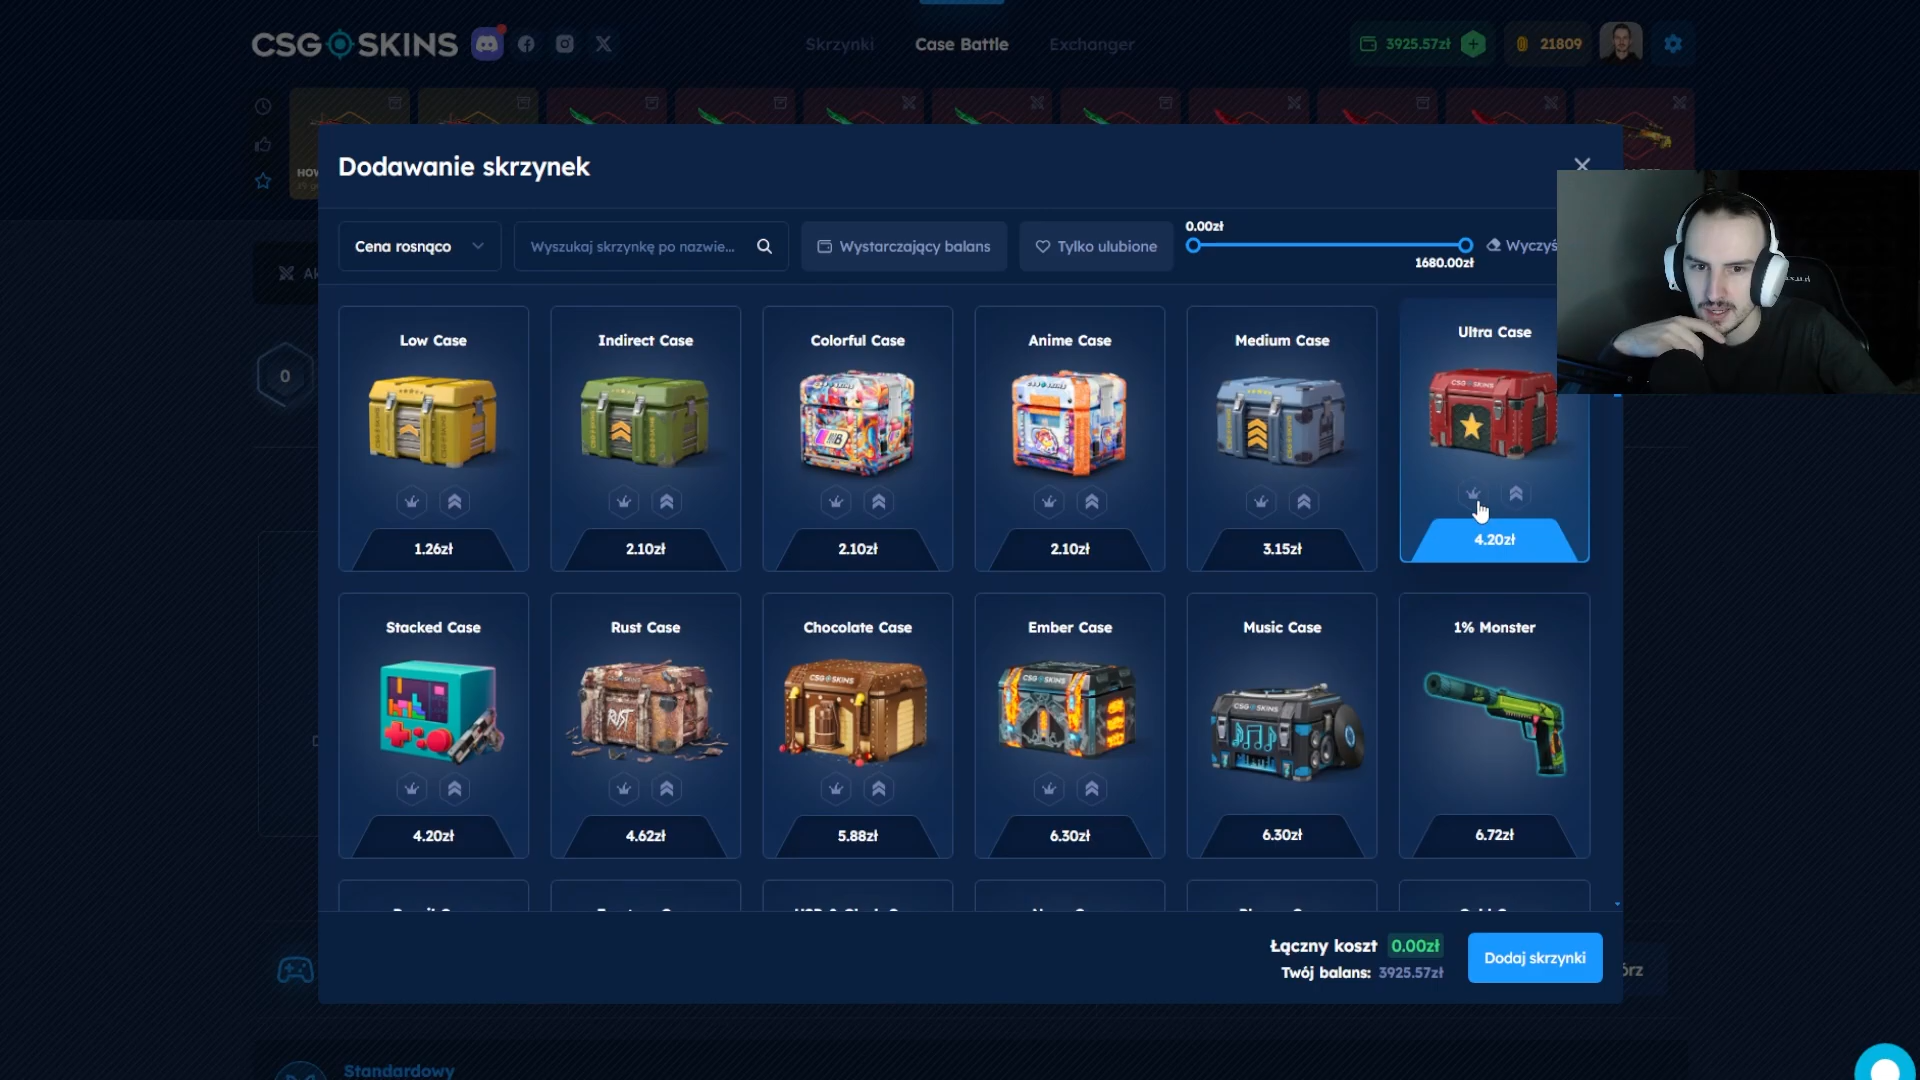 CSG SKINS
Skrzynki
Case Battle
Exchanger
3925.57zł
21809
Dodawanie skrzynek
Cena rosnąco
Wyszukaj skrzynkę po nazwie...
Wystarczający balans
Tylko ulubione
0.00zł
1680.00zł
Wyczyś
0
Low Case
Indirect Case
Colorful Case
Anime Case
Medium Case
Ultra Case
1.26zł
2.10zł
2.10zł
2.10zł
3.15zł
4.20zł
Stacked Case
Rust Case
Chocolate Case
Ember Case
Music Case
1% Monster
4.20zł
4.62zł
5.88zł
6.30zł
6.30zł
6.72zł
Łączny koszt 0.00zł
Twój balans: 3925.57zł
Dodaj skrzynki
Standardowy